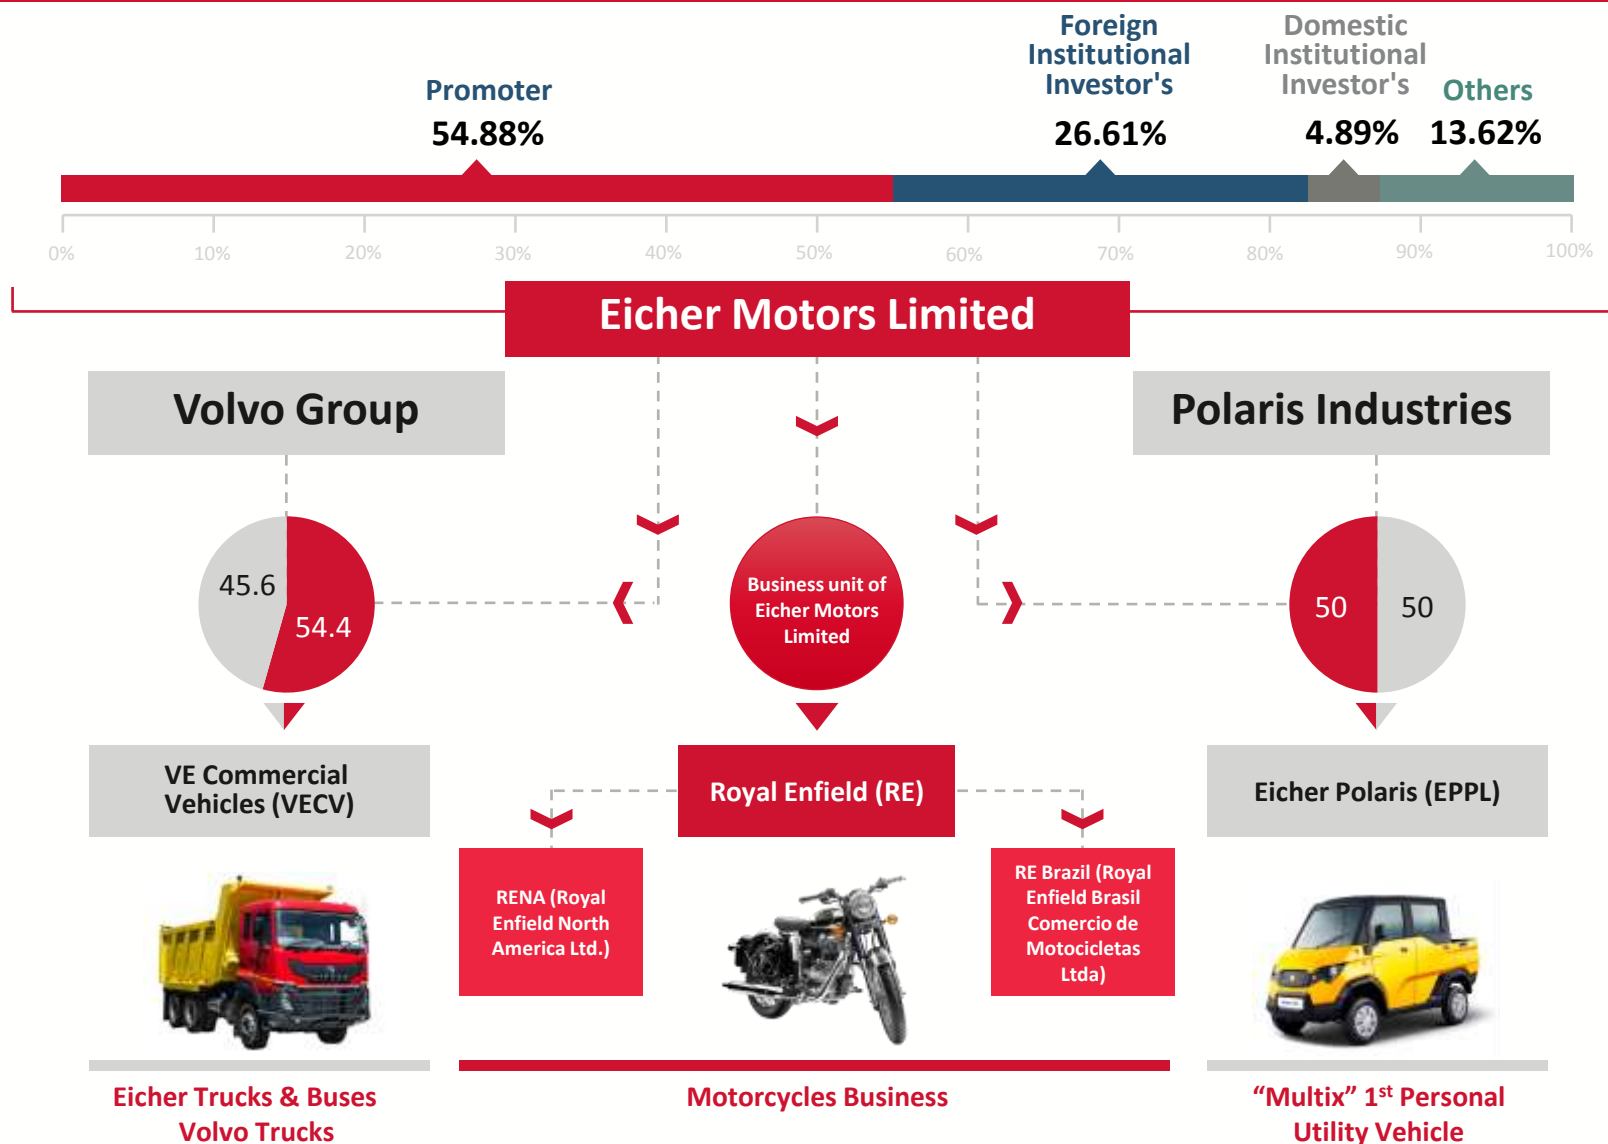 Promoter
54.88%
Foreign
Institutional
Investor's
26.61%
Domestic
Institutional
Investor's
4.89%
Others
13.62%
0%
10%
20%
30%
40%
50%
60%
70%
80%
90%
100%
Eicher Motors Limited
Volvo Group
Polaris Industries
45.6
54.4
Business unit of
Eicher Motors
Limited
50
50
VE Commercial
Vehicles (VECV)
Royal Enfield (RE)
Eicher Polaris (EPPL)
RENA (Royal
Enfield North
America Ltd.)
RE Brazil (Royal
Enfield Brasil
Comercio de
Motocicletas
Ltda)
Eicher Trucks & Buses
Volvo Trucks
Motorcycles Business
“Multix” 1st Personal
Utility Vehicle